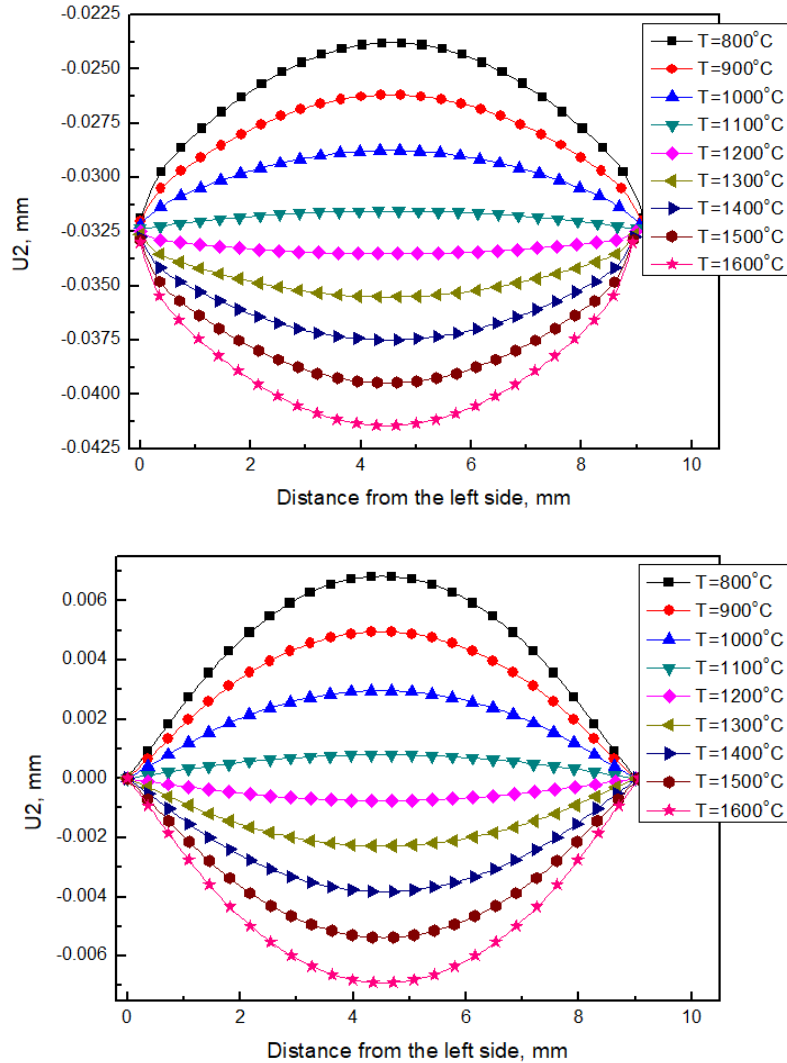 -0.0225
-0.0250
-0.0275
-0.0300
-0.0325
-0.0350
-0.0375
-0.0400
-0.0425
U2, mm
0 2 4 6 8 10
Distance from the left side, mm
T=800°C
T=900°C
T=1000°C
T=1100°C
T=1200°C
T=1300°C
T=1400°C
T=1500°C
T=1600°C
0.006
0.004
0.002
0.000
-0.002
-0.004
-0.006
U2, mm
0 2 4 6 8 10
Distance from the left side, mm
T=800°C
T=900°C
T=1000°C
T=1100°C
T=1200°C
T=1300°C
T=1400°C
T=1500°C
T=1600°C